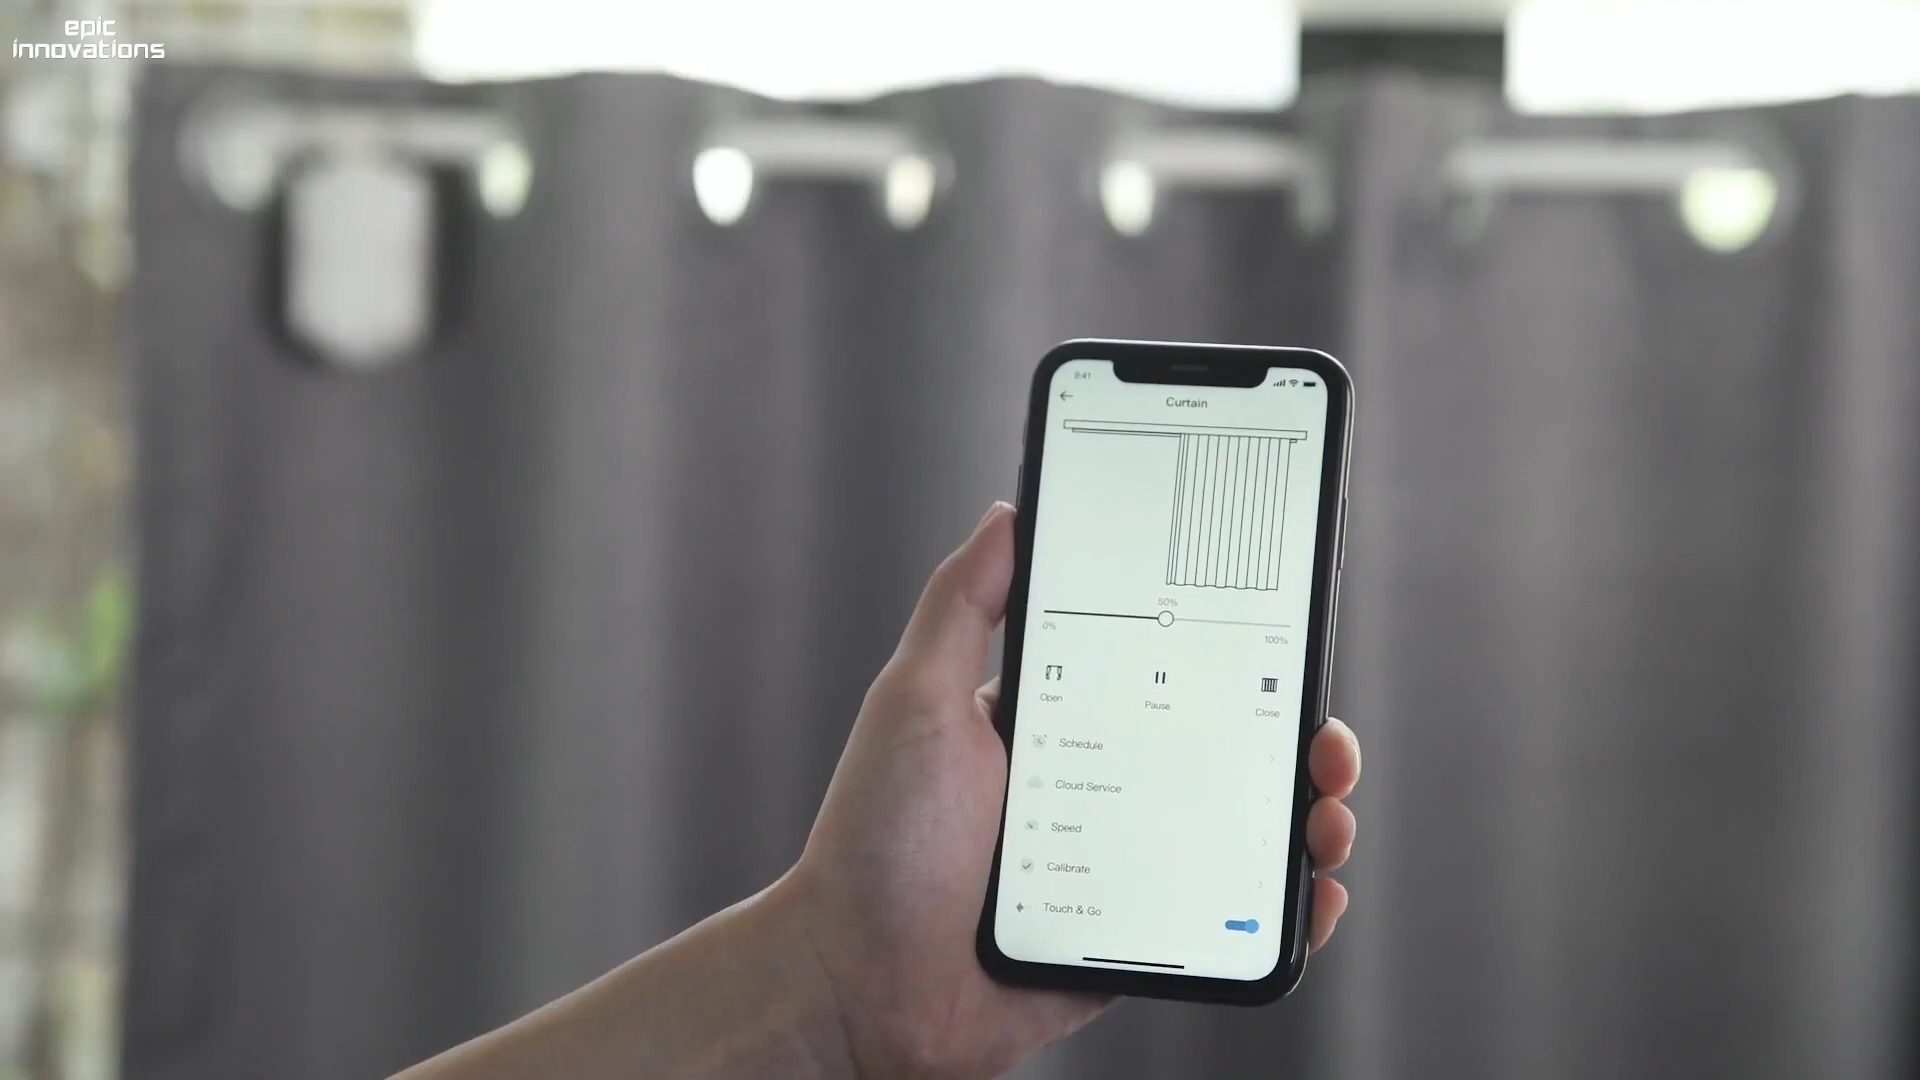 epic
innovations
9:41
Curtain
50%
0%
100%
Open
Pause
Close
Schedule
Cloud Service
Speed
Calibrate
Touch & Go